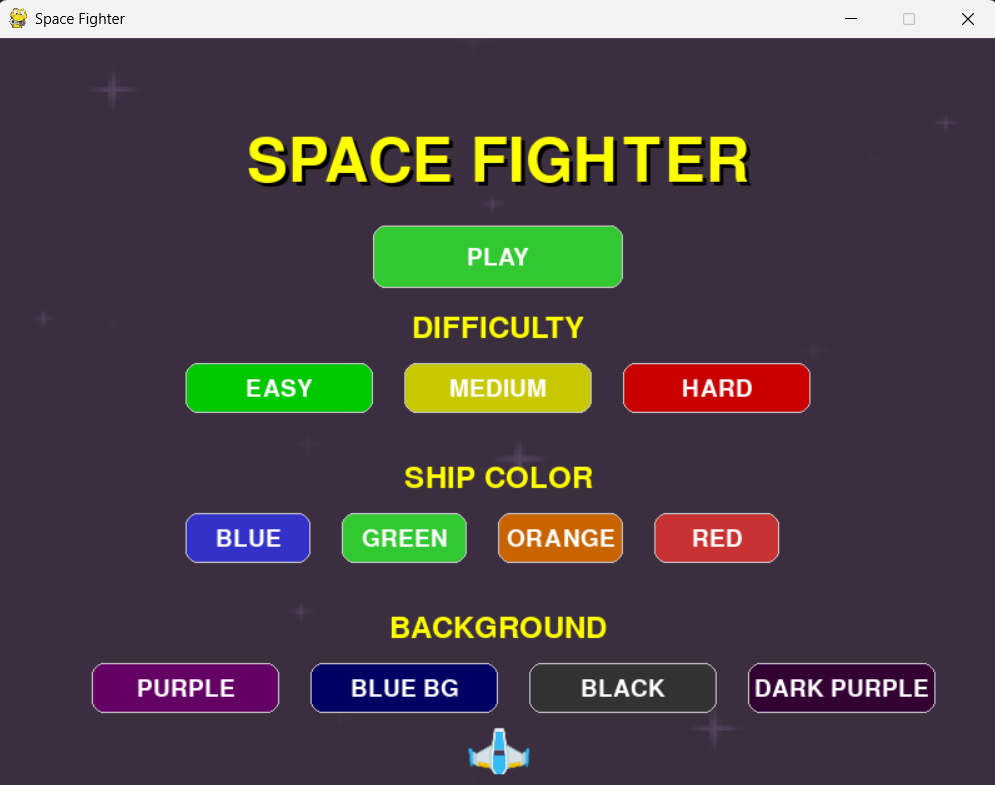 Space Fighter
SPACE FIGHTER
PLAY
DIFFICULTY
EASY MEDIUM HARD
SHIP COLOR
BLUE GREEN ORANGE RED
BACKGROUND
PURPLE BLUE BG BLACK DARK PURPLE